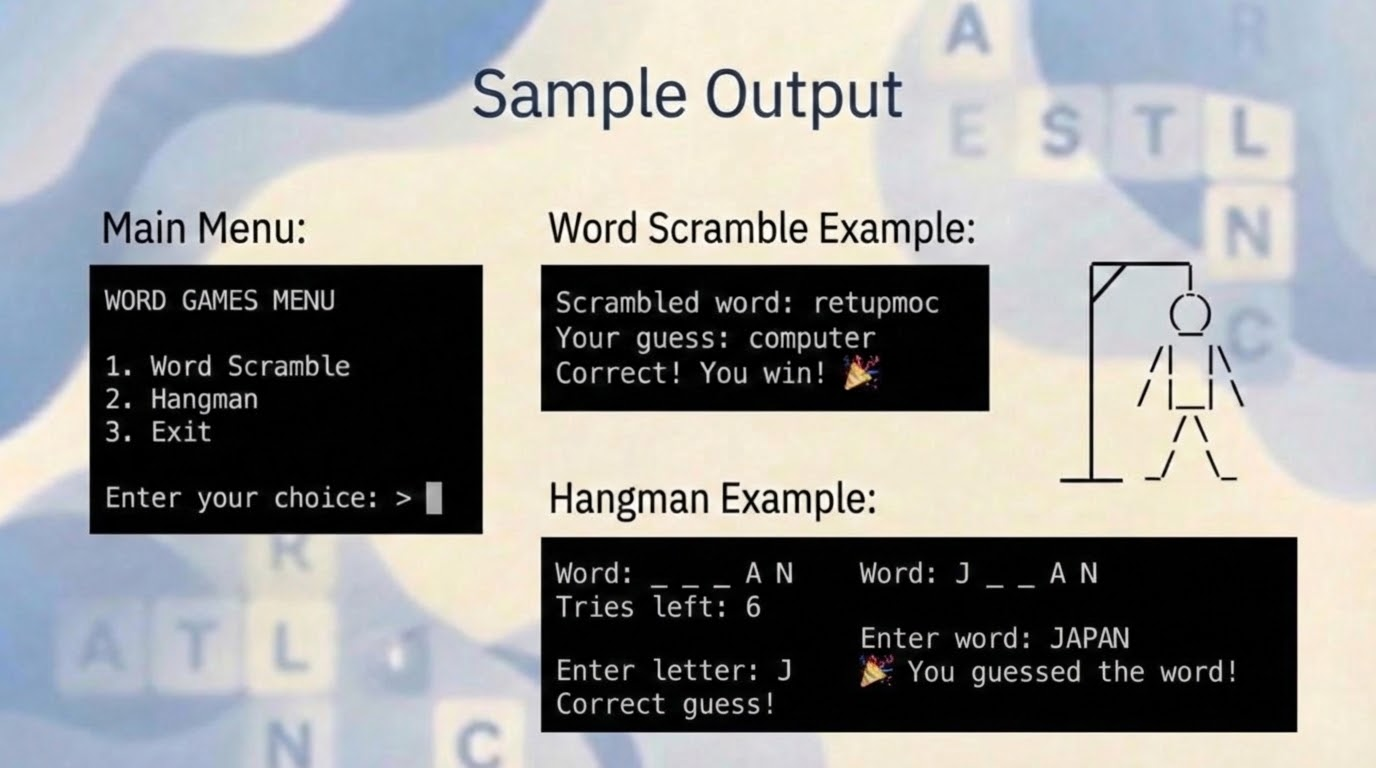 Sample Output
Main Menu:
WORD GAMES MENU
1. Word Scramble
2. Hangman
3. Exit
Enter your choice: >
Word Scramble Example:
Scrambled word: retupmoc
Your guess: computer
Correct! You win! 🎉
Hangman Example:
Word: _ _ _ A N
Tries left: 6
Enter letter: J
Correct guess!
Word: J _ _ A N
Enter word: JAPAN
🎉 You guessed the word!
A
R
E S T L
N
C
R
A T L J
N C